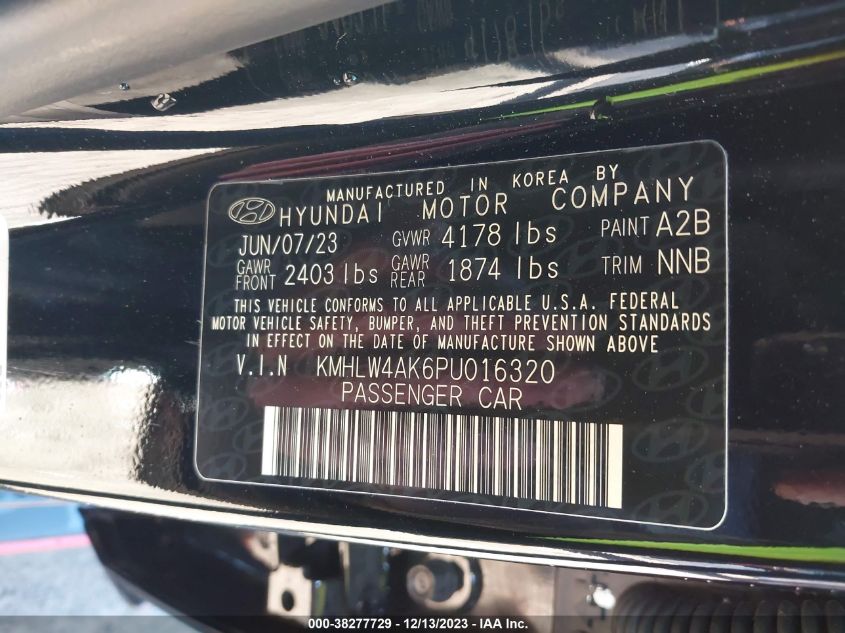 MANUFACTURED IN KOREA BY
HYUNDAI MOTOR COMPANY
JUN/07/23 GVWR 4178 lbs PAINT A2B
GAWR FRONT 2403 lbs GAWR REAR 1874 lbs TRIM NNB
THIS VEHICLE CONFORMS TO ALL APPLICABLE U.S.A. FEDERAL
MOTOR VEHICLE SAFETY, BUMPER, AND THEFT PREVENTION STANDARDS
IN EFFECT ON THE DATE OF MANUFACTURE SHOWN ABOVE
V.I.N KMHLW4AK6PU016320
PASSENGER CAR
000-38277729 - 12/13/2023 - IAA Inc.